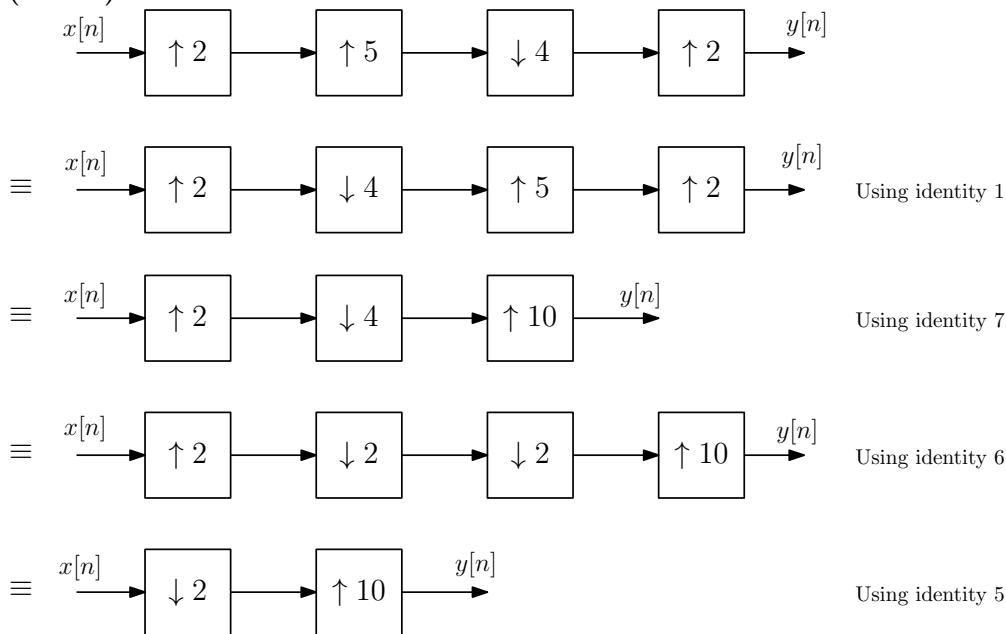 x[n] ↑ 2 ↑ 5 ↓ 4 ↑ 2 y[n]
≡ x[n] ↑ 2 ↓ 4 ↑ 5 ↑ 2 y[n] Using identity 1
≡ x[n] ↑ 2 ↓ 4 ↑ 10 y[n] Using identity 7
≡ x[n] ↑ 2 ↓ 2 ↓ 2 ↑ 10 y[n] Using identity 6
≡ x[n] ↓ 2 ↑ 10 y[n] Using identity 5